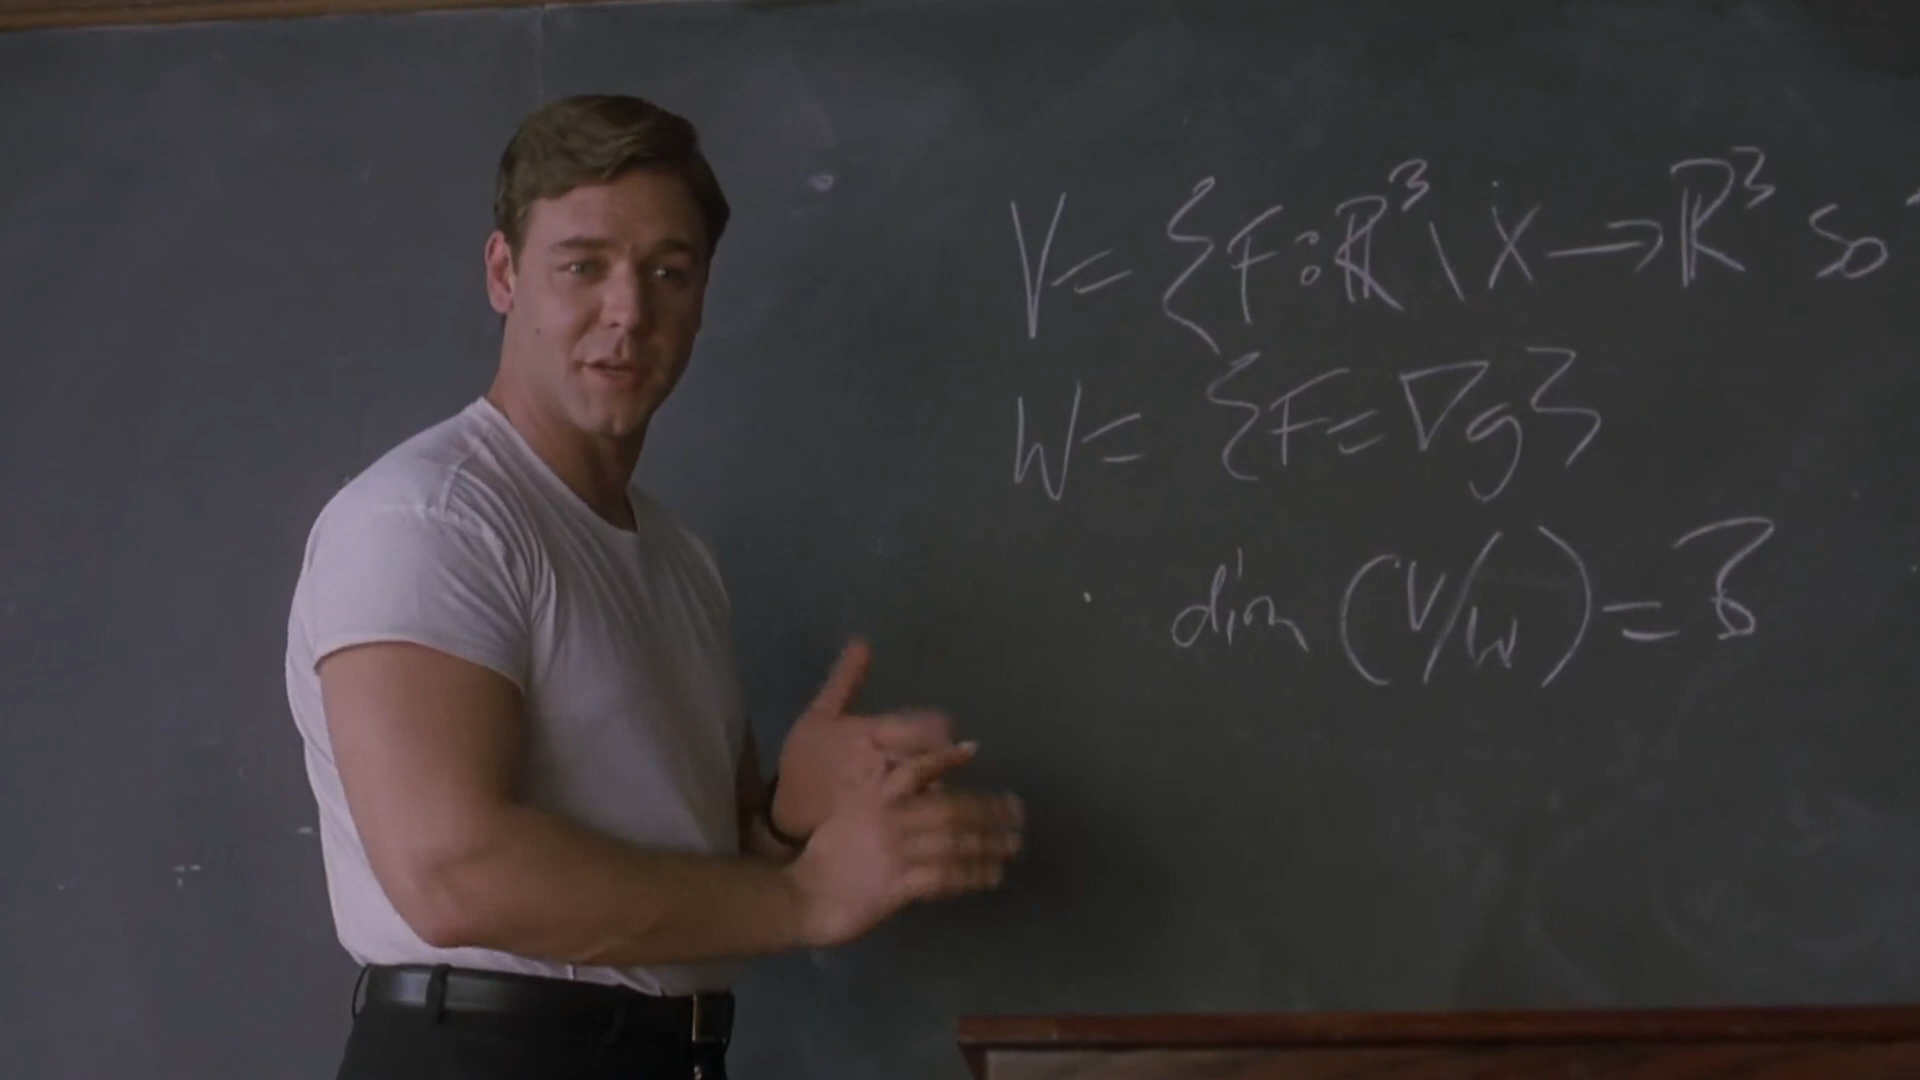 V = {F:ℝ³\X → ℝ³ so
W = {F = ∇g}
dim (V/W) = 8